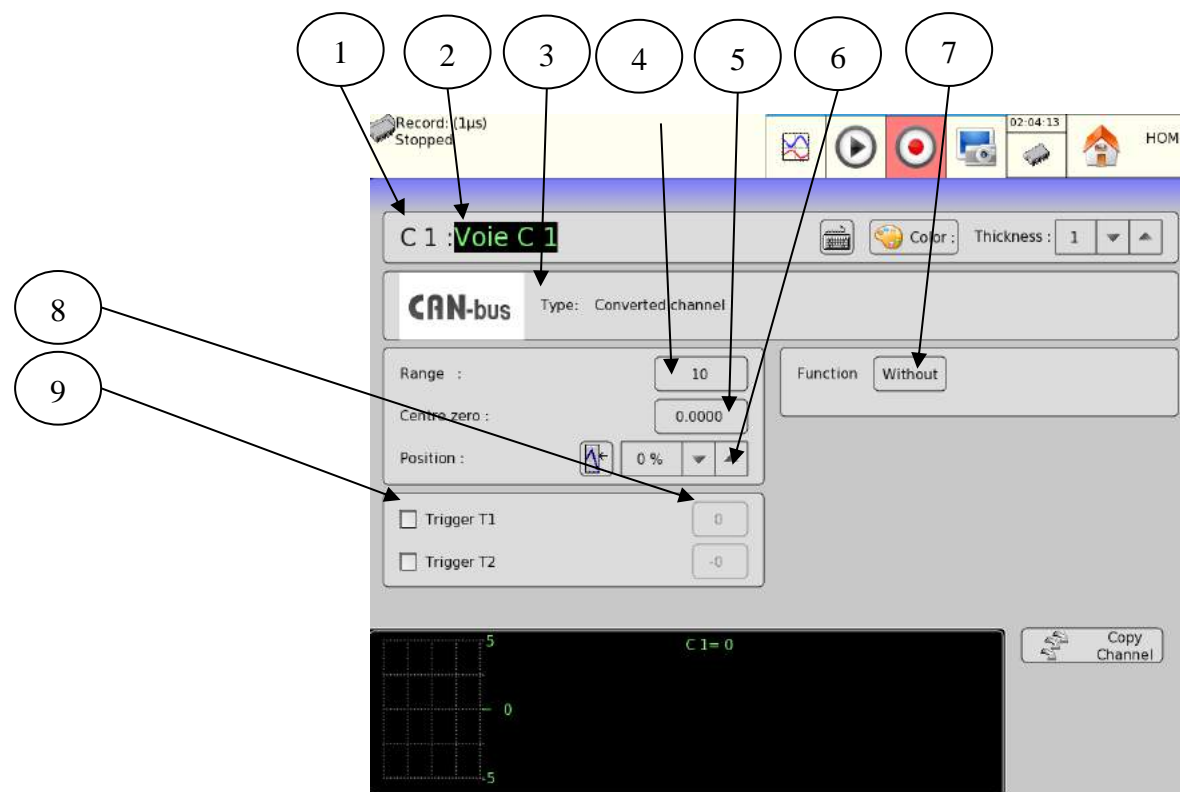 1 2 3 4 5 6 7
Record: (1µs)
Stopped
02:04:13
HOM
C 1 :Voie C 1
Color :
Thickness : 1
8
CAN-bus Type: Converted channel
9
Range : 10
Function Without
Centre zero : 0.0000
Position : 0 %
Trigger T1 0
Trigger T2 -0
5
C 1= 0
Copy
Channel
0
-5